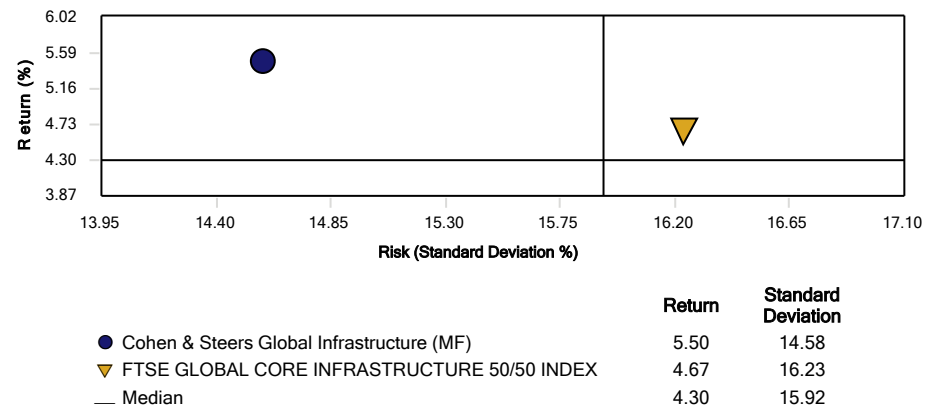 6.02
5.59
5.16
4.73
4.30
3.87
Return (%)
13.95 14.40 14.85 15.30 15.75 16.20 16.65 17.10
Risk (Standard Deviation %)
Return Standard Deviation
Cohen & Steers Global Infrastructure (MF) 5.50 14.58
FTSE GLOBAL CORE INFRASTRUCTURE 50/50 INDEX 4.67 16.23
Median 4.30 15.92